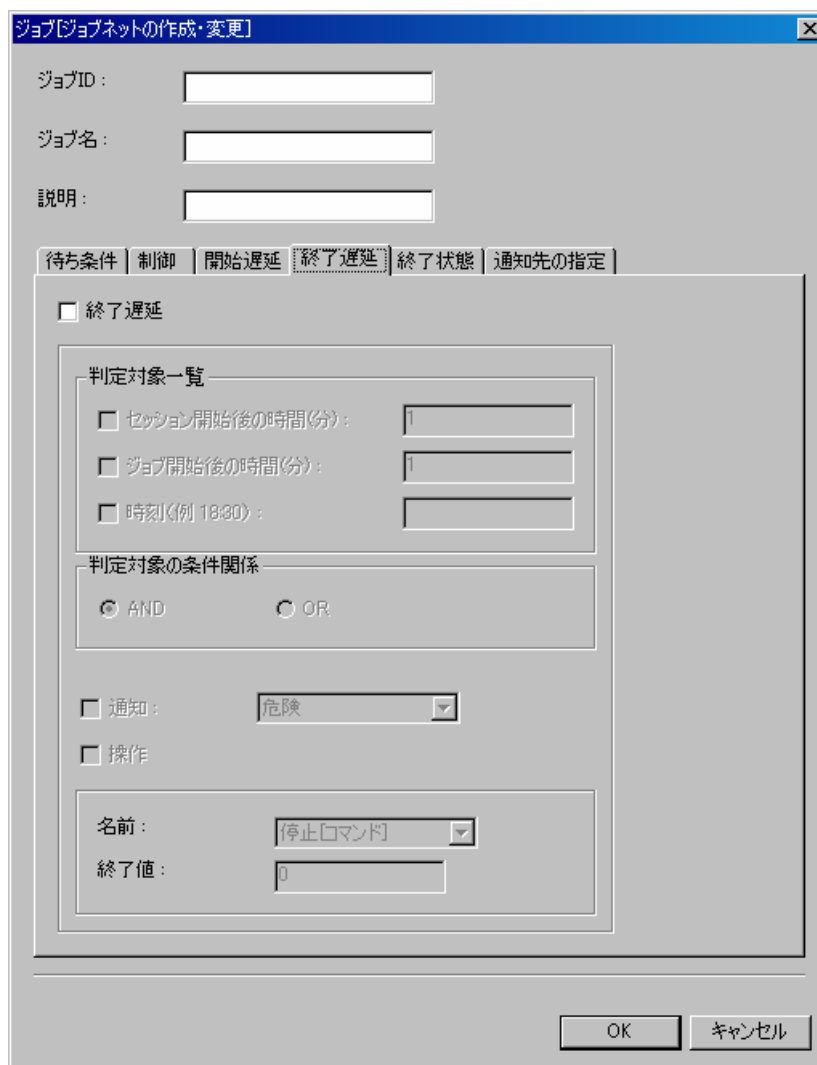 ジョブ[ジョブネットの作成・変更]
ジョブID：
ジョブ名：
説明：
待ち条件 制御 開始遅延 終了遅延 終了状態 通知先の指定
終了遅延
判定対象一覧
セッション開始後の時間(分)： 1
ジョブ開始後の時間(分)： 1
時刻(例 18:30)：
判定対象の条件関係
AND OR
通知： 危険
操作
名前： 停止[コマンド]
終了値： 0
OK キャンセル